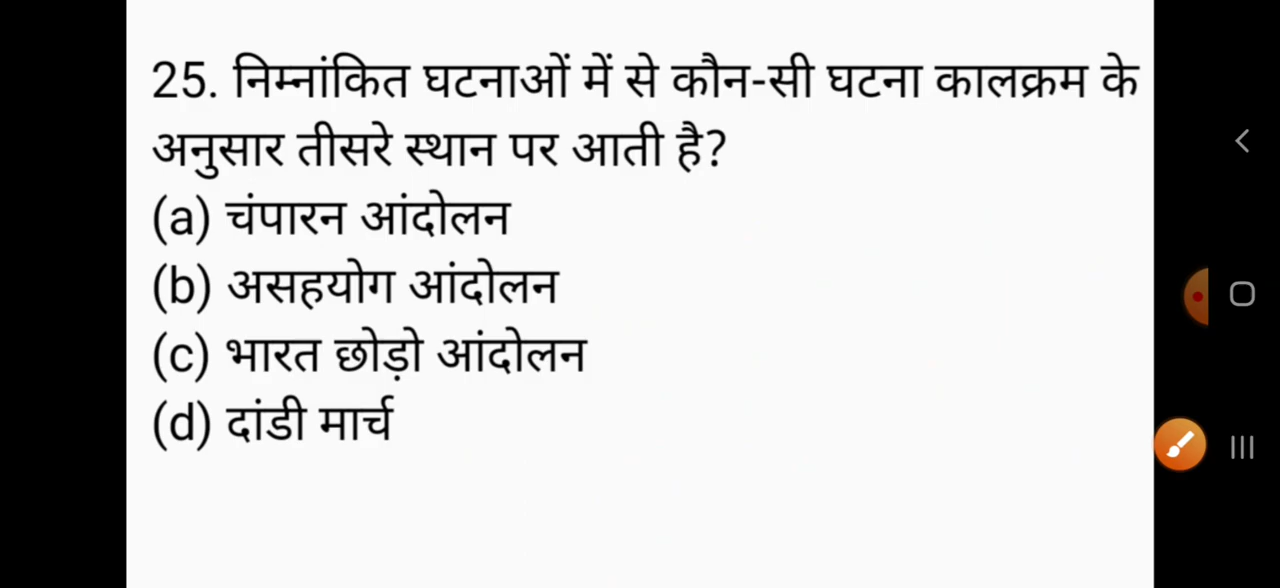 25. निम्नांकित घटनाओं में से कौन-सी घटना कालक्रम के
अनुसार तीसरे स्थान पर आती है?
(a) चंपारन आंदोलन
(b) असहयोग आंदोलन
(c) भारत छोड़ो आंदोलन
(d) दांडी मार्च